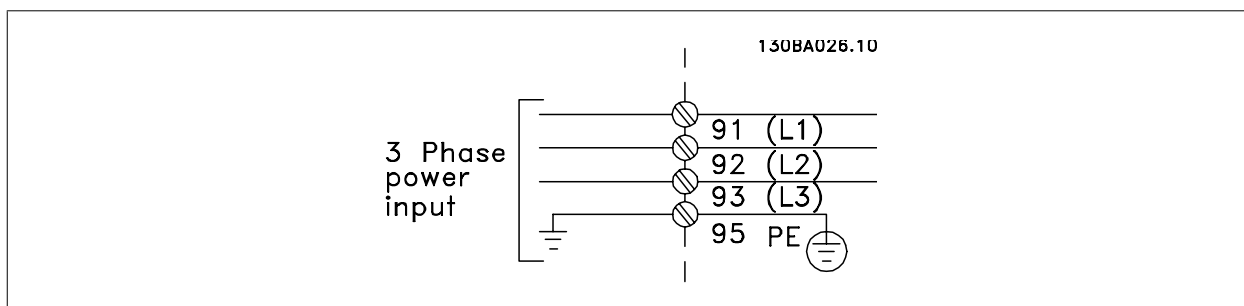 130BA026.10
3 Phase
power
input
91 (L1)
92 (L2)
93 (L3)
95 PE